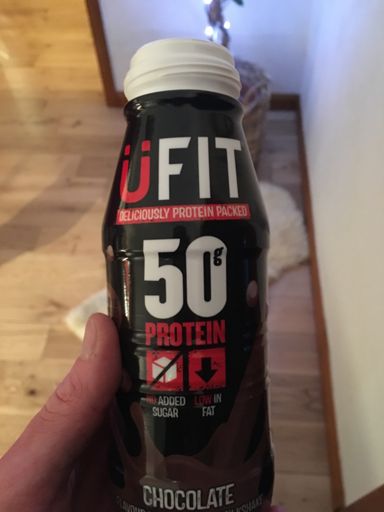 ÜFIT
DELICIOUSLY PROTEIN PACKED
50g
PROTEIN
NO ADDED
SUGAR
LOW IN
FAT
CHOCOLATE